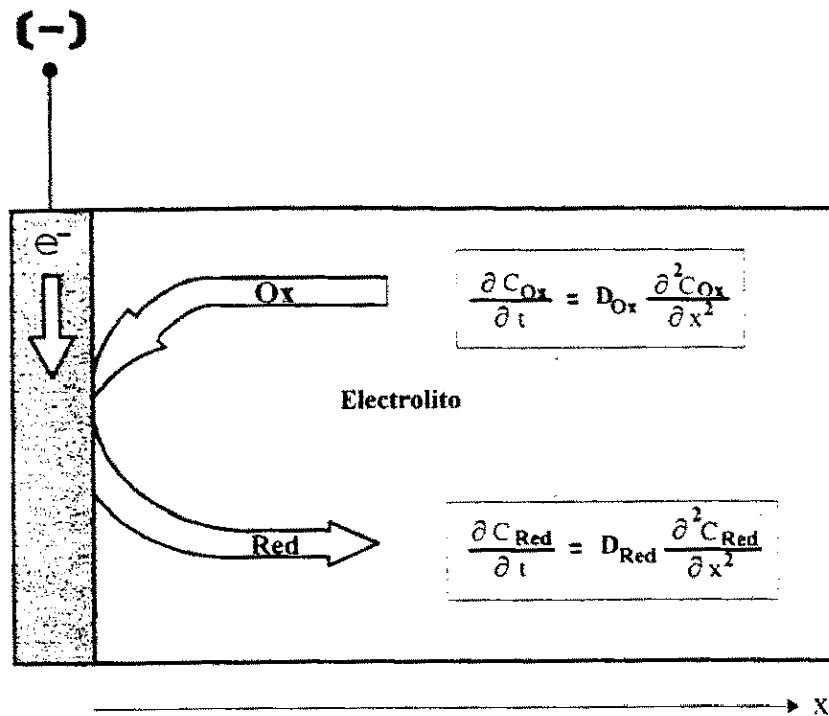 (-)
e⁻
Ox
∂ C_Ox / ∂ t = D_Ox ∂²C_Ox / ∂ x²
Electrolito
Red
∂ C_Red / ∂ t = D_Red ∂²C_Red / ∂ x²
x